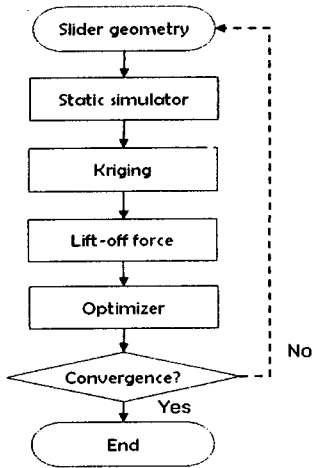 Slider geometry
Static simulator
Kriging
Lift-off force
Optimizer
Convergence?
No
Yes
End